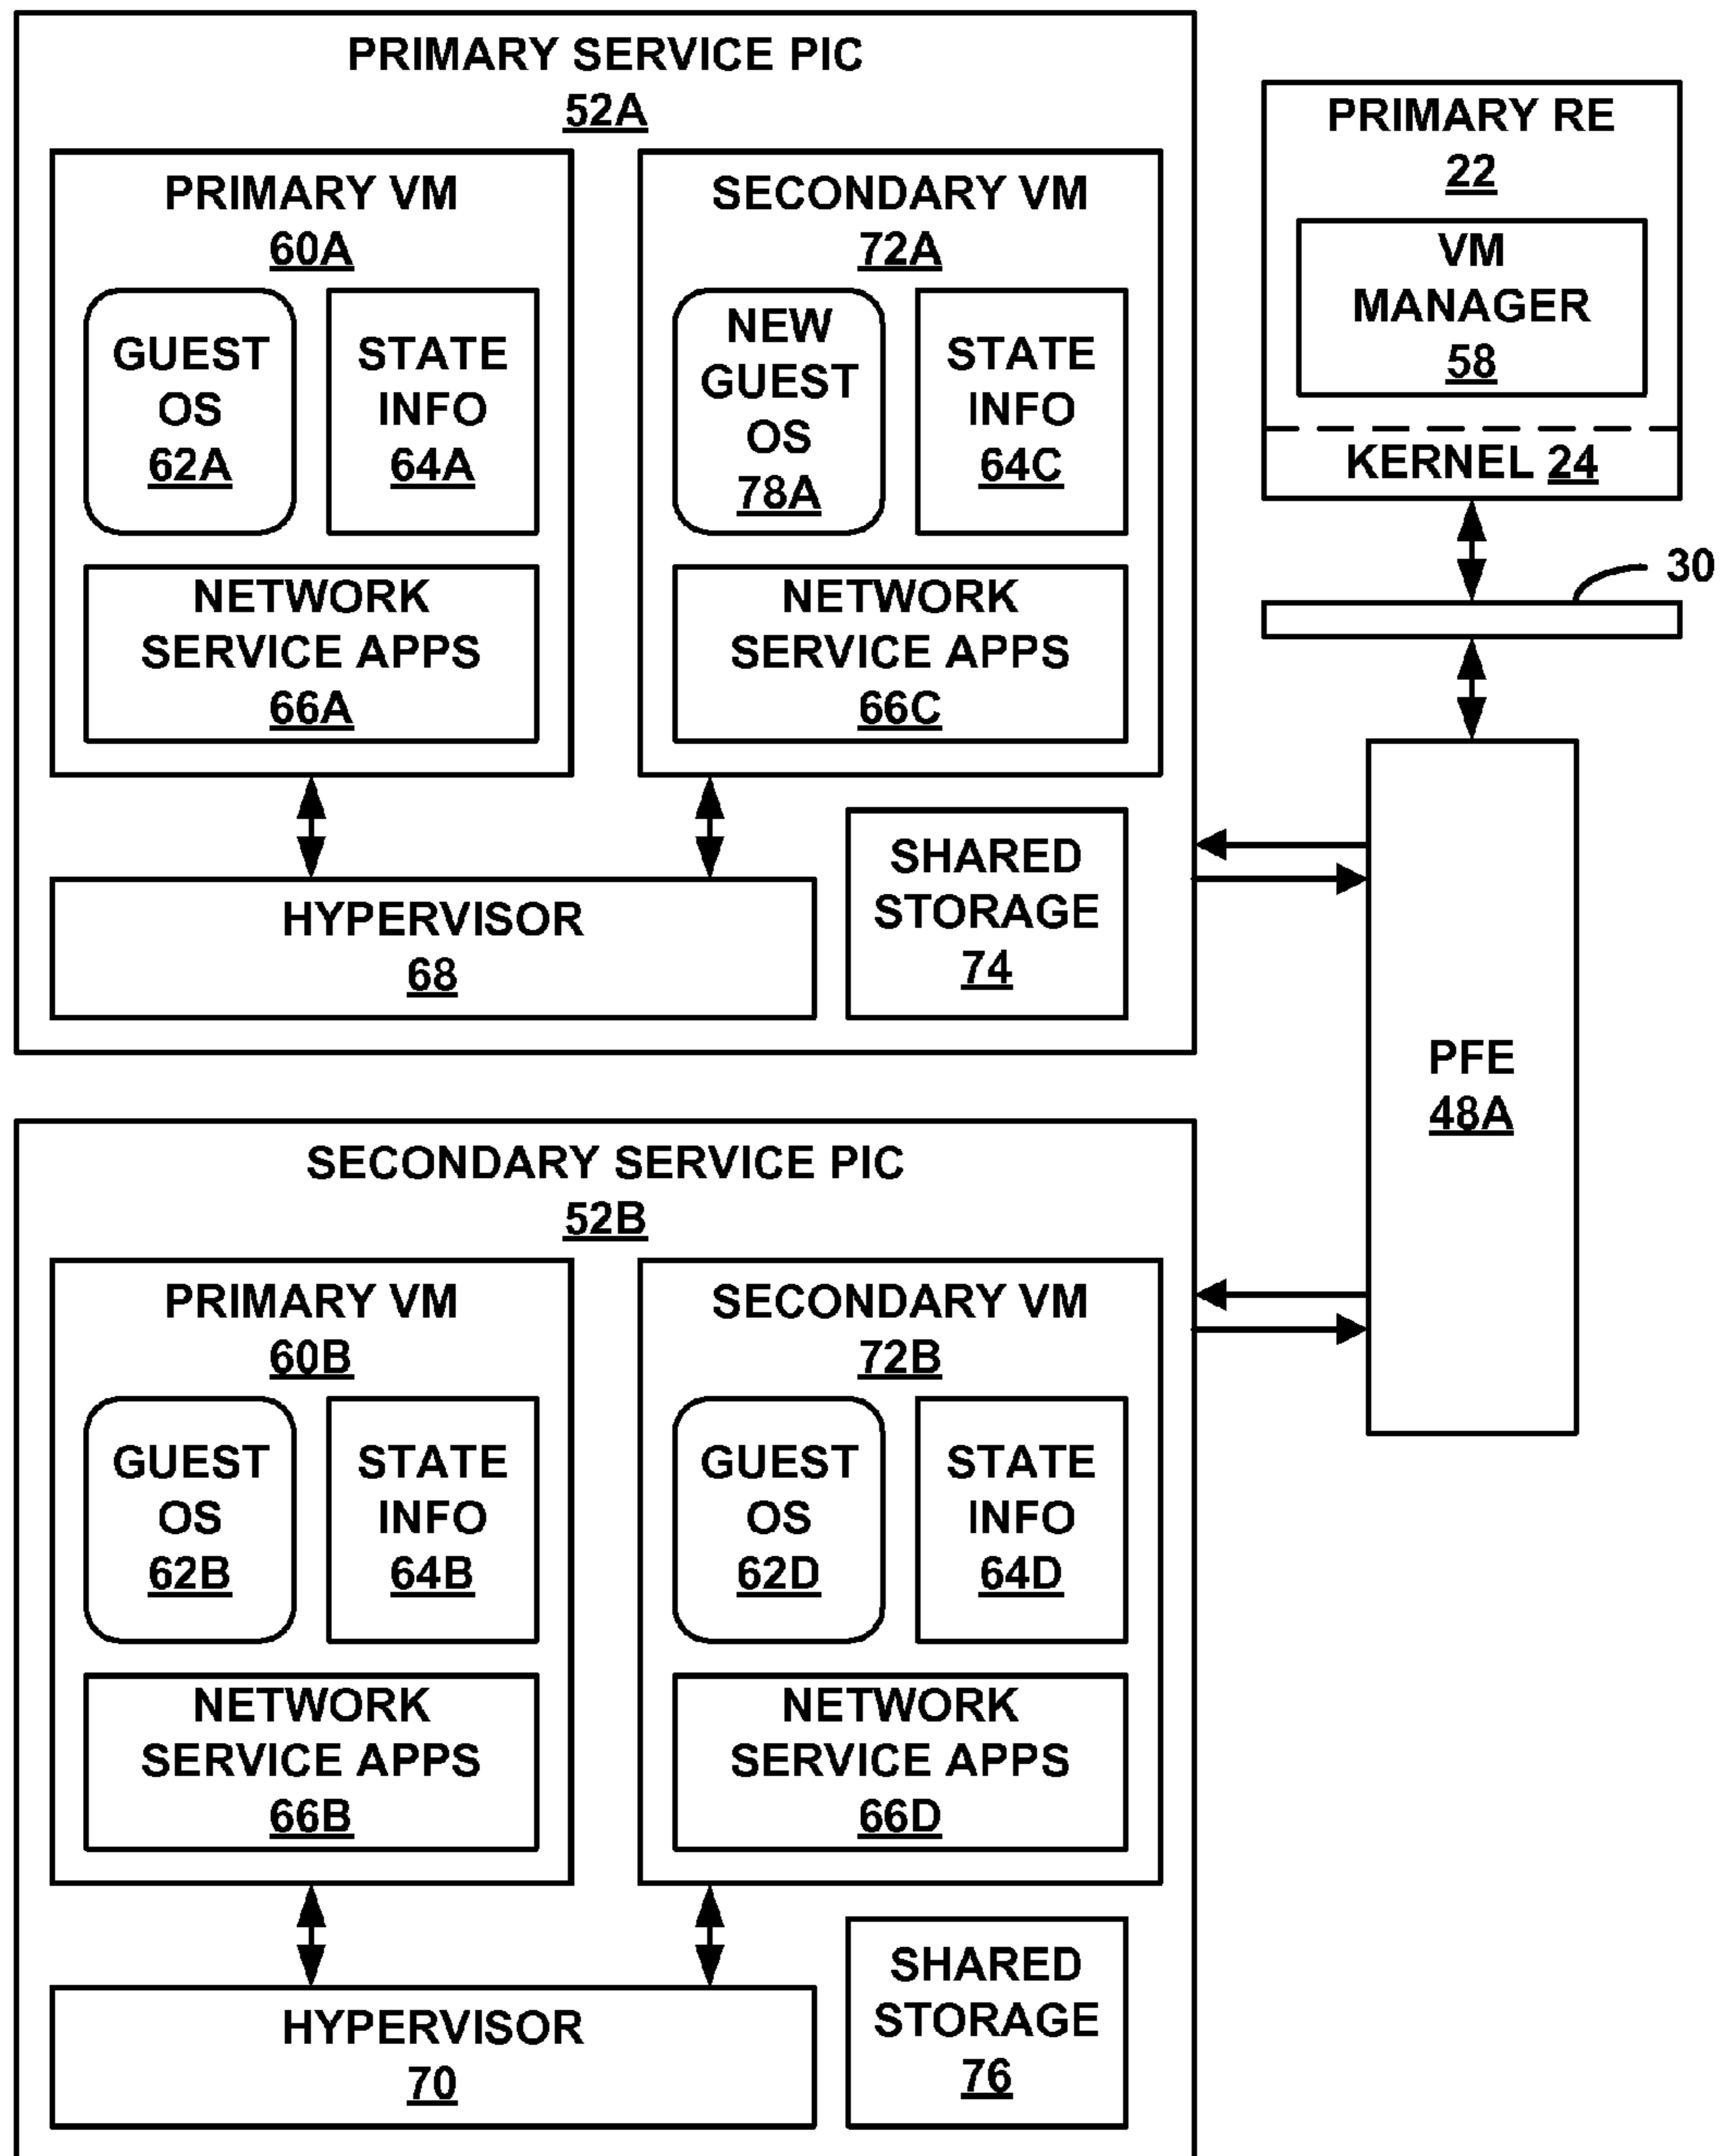 PRIMARY SERVICE PIC
52A
PRIMARY VM
60A
GUEST
OS
62A
STATE
INFO
64A
NETWORK
SERVICE APPS
66A
SECONDARY VM
72A
NEW
GUEST
OS
78A
STATE
INFO
64C
NETWORK
SERVICE APPS
66C
HYPERVISOR
68
SHARED
STORAGE
74
PRIMARY RE
22
VM
MANAGER
58
KERNEL 24
30
PFE
48A
SECONDARY SERVICE PIC
52B
PRIMARY VM
60B
GUEST
OS
62B
STATE
INFO
64B
NETWORK
SERVICE APPS
66B
SECONDARY VM
72B
GUEST
OS
62D
STATE
INFO
64D
NETWORK
SERVICE APPS
66D
HYPERVISOR
70
SHARED
STORAGE
76